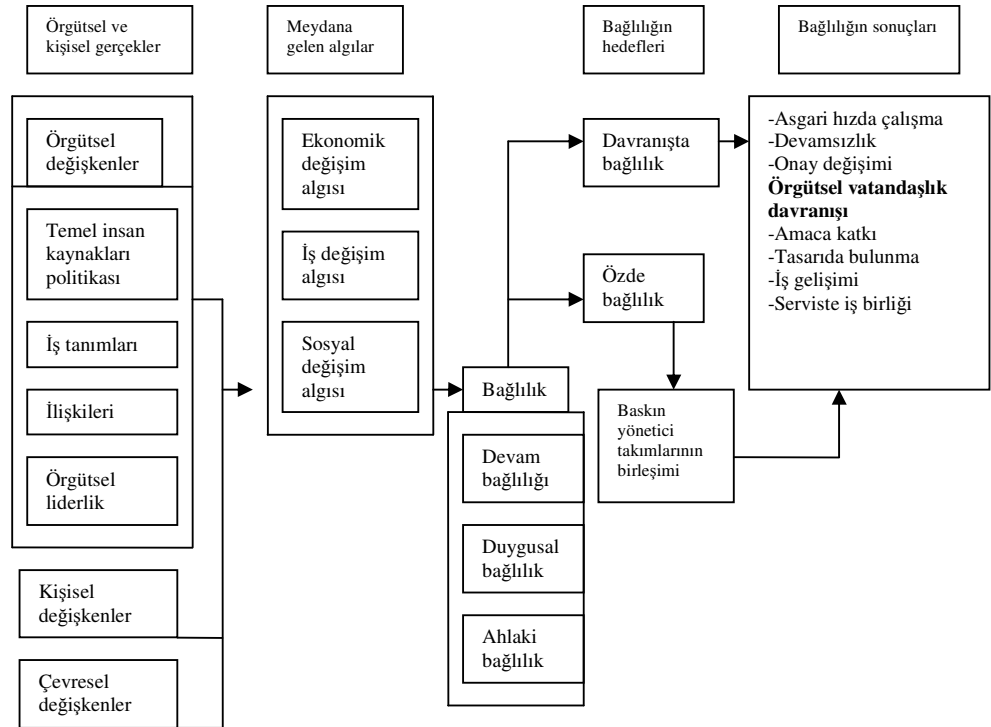 Örgütsel ve
kişisel gerçekler
Meydana
gelen algılar
Bağlılığın
hedefleri
Bağlılığın sonuçları
Örgütsel
değişkenler
Temel insan
kaynakları
politikası
İş tanımları
İlişkileri
Örgütsel
liderlik
Kişisel
değişkenler
Çevresel
değişkenler
Ekonomik
değişim
algısı
İş değişim
algısı
Sosyal
değişim
algısı
Bağlılık
Devam
bağlılığı
Duygusal
bağlılık
Ahlaki
bağlılık
Davranışta
bağlılık
Özde
bağlılık
Baskın
yönetici
takımlarının
birleşimi
-Asgari hızda çalışma
-Devamsızlık
-Onay değişimi
Örgütsel vatandaşlık
davranışı
-Amaca katkı
-Tasarıda bulunma
-İş gelişimi
-Serviste iş birliği